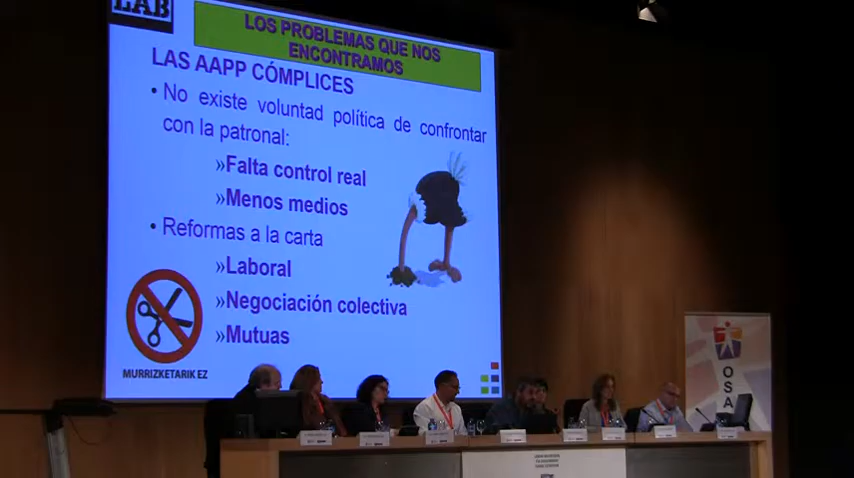 LAB
LOS PROBLEMAS QUE NOS
ENCONTRAMOS
LAS AAPP CÓMPLICES
• No existe voluntad política de confrontar
con la patronal:
»Falta control real
»Menos medios
• Reformas a la carta
»Laboral
»Negociación colectiva
»Mutuas
MURRIZKETARIK EZ
OSA